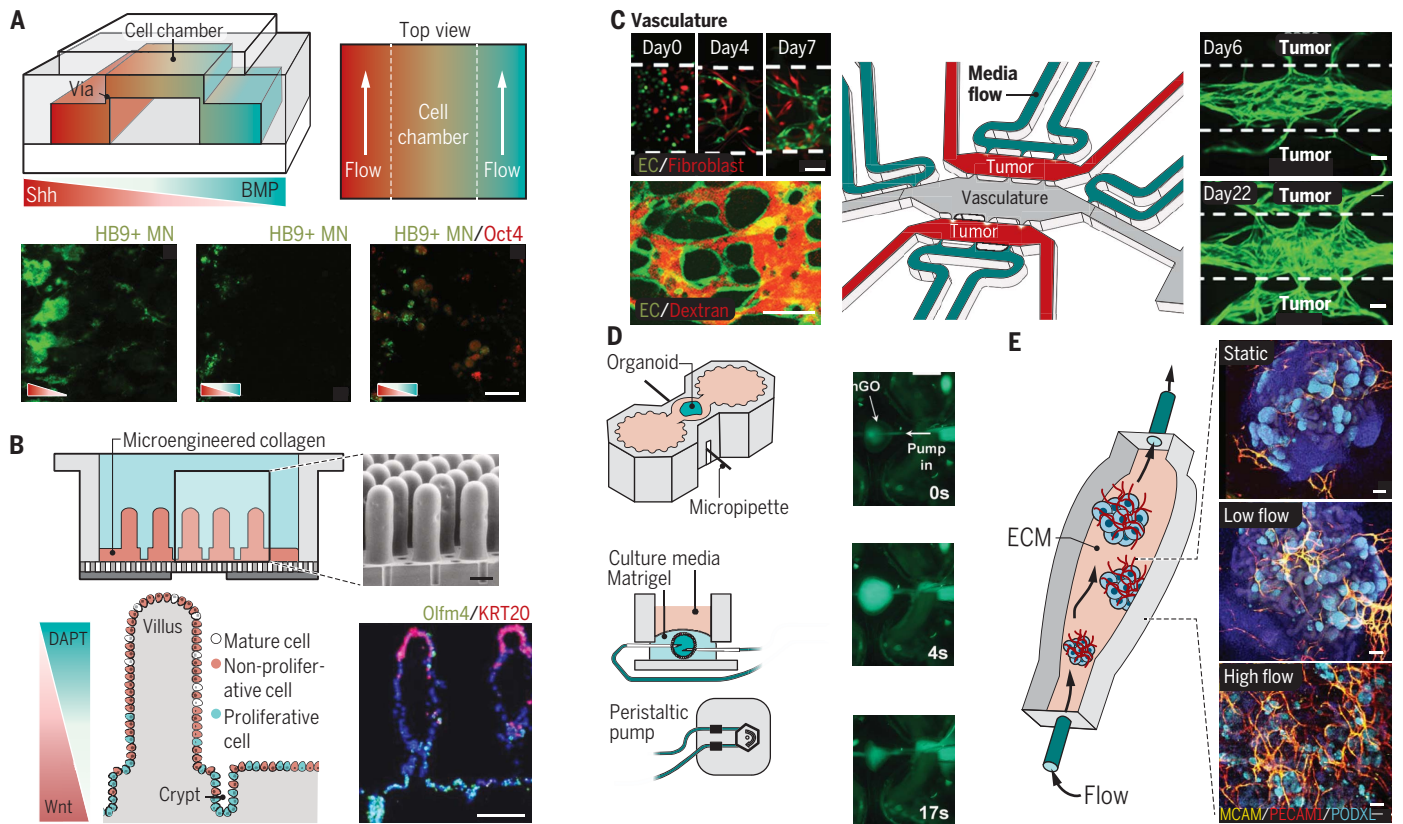 A
Cell chamber
Via
Shh
BMP
Top view
Cell
chamber
Flow
Flow
HB9+ MN
HB9+ MN
HB9+ MN/Oct4
B
Microengineered collagen
DAPT
Wnt
Villus
Crypt
Mature cell
Non-prolifer-
ative cell
Proliferative
cell
Olfm4/KRT20
C Vasculature
Day0
Day4
Day7
EC/Fibroblast
EC/Dextran
Media
flow
Tumor
Vasculature
Tumor
Day6
Tumor
Tumor
Day22
Tumor
Tumor
D
Organoid
Micropipette
Culture media
Matrigel
Peristaltic
pump
hGO
Pump
in
0s
4s
17s
E
ECM
Flow
Static
Low flow
High flow
MCAM/PECAM1/PODXL